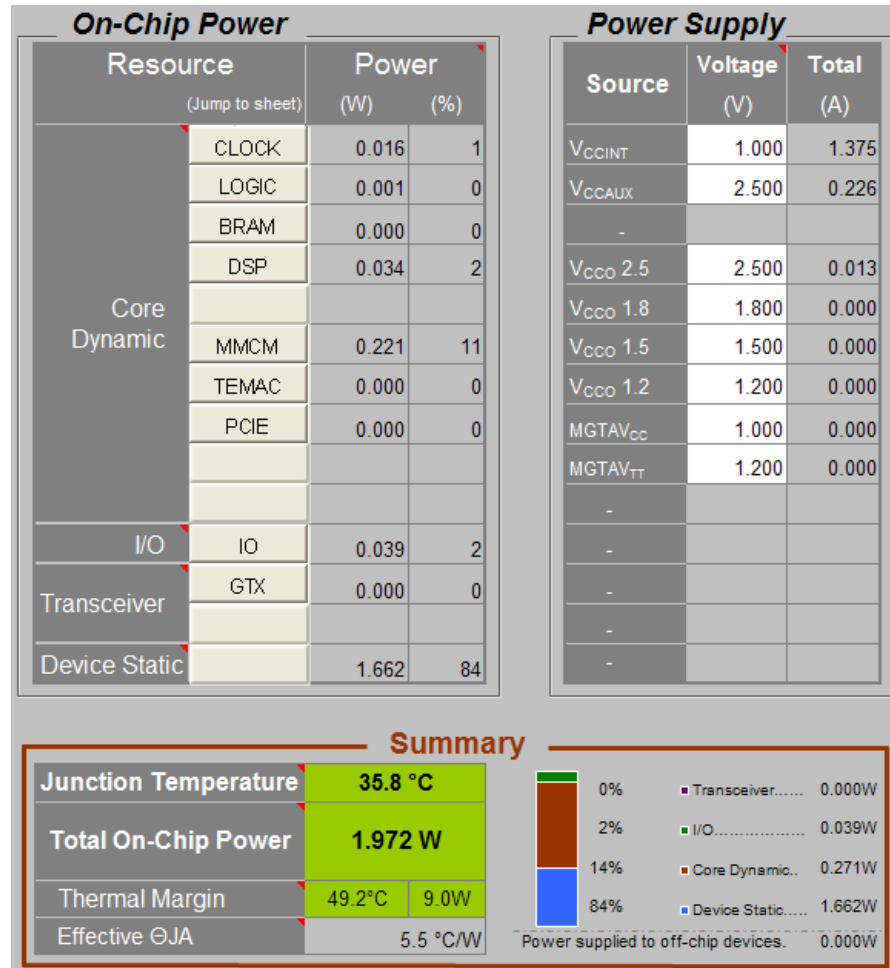 On-Chip Power
Resource Power
(Jump to sheet) (W) (%)
CLOCK 0.016 1
LOGIC 0.001 0
BRAM 0.000 0
DSP 0.034 2
Core
Dynamic
MMCM 0.221 11
TEMAC 0.000 0
PCIE 0.000 0
I/O IO 0.039 2
GTX 0.000 0
Transceiver
Device Static 1.662 84
Power Supply
Source Voltage Total
(V) (A)
VCCINT 1.000 1.375
VCCAUX 2.500 0.226
-
VCCO 2.5 2.500 0.013
VCCO 1.8 1.800 0.000
VCCO 1.5 1.500 0.000
VCCO 1.2 1.200 0.000
MGTAVCC 1.000 0.000
MGTAVTT 1.200 0.000
-
-
-
-
-
Summary
Junction Temperature 35.8 °C
Total On-Chip Power 1.972 W
Thermal Margin 49.2°C 9.0W
Effective ΘJA 5.5 °C/W
0% Transceiver...... 0.000W
2% I/O.................. 0.039W
14% Core Dynamic.. 0.271W
84% Device Static..... 1.662W
Power supplied to off-chip devices. 0.000W